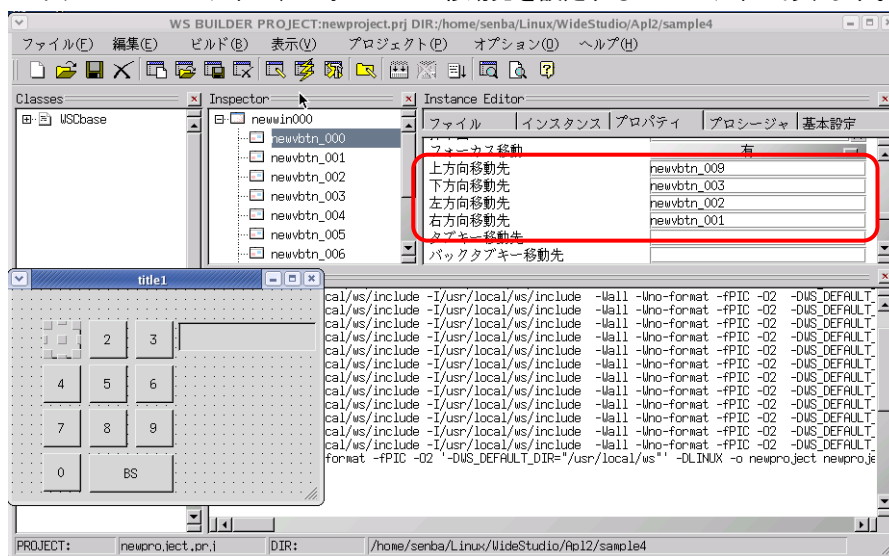 WS BUILDER PROJECT:newproject.prj DIR:/home/senba/Linux/WideStudio/Apl2/sample4
ファイル(F) 編集(E) ビルド(B) 表示(V) プロジェクト(P) オプション(O) ヘルプ(H)
Classes
WSCbase
Inspector
newwin000
newvbtn_000
newvbtn_001
newvbtn_002
newvbtn_003
newvbtn_004
newvbtn_005
newvbtn_006
Instance Editor
ファイル インスタンス プロパティ プロシージャ 基本設定
フォーカス移動 有
上方向移動先 newvbtn_009
下方向移動先 newvbtn_003
左方向移動先 newvbtn_002
右方向移動先 newvbtn_001
タブキー移動先
バックタブキー移動先
title1
2 3
4 5 6
7 8 9
0 BS
cal/ws/include -I/usr/local/ws/include -Wall -Wno-format -fPIC -O2 -DWS_DEFAULT_
cal/ws/include -I/usr/local/ws/include -Wall -Wno-format -fPIC -O2 -DWS_DEFAULT_
cal/ws/include -I/usr/local/ws/include -Wall -Wno-format -fPIC -O2 -DWS_DEFAULT_
cal/ws/include -I/usr/local/ws/include -Wall -Wno-format -fPIC -O2 -DWS_DEFAULT_
cal/ws/include -I/usr/local/ws/include -Wall -Wno-format -fPIC -O2 -DWS_DEFAULT_
cal/ws/include -I/usr/local/ws/include -Wall -Wno-format -fPIC -O2 -DWS_DEFAULT_
cal/ws/include -I/usr/local/ws/include -Wall -Wno-format -fPIC -O2 -DWS_DEFAULT_
cal/ws/include -I/usr/local/ws/include -Wall -Wno-format -fPIC -O2 -DWS_DEFAULT_
cal/ws/include -I/usr/local/ws/include -Wall -Wno-format -fPIC -O2 -DWS_DEFAULT_
cal/ws/include -I/usr/local/ws/include -Wall -Wno-format -fPIC -O2 -DWS_DEFAULT_
cal/ws/include -I/usr/local/ws/include -Wall -Wno-format -fPIC -O2 -DWS_DEFAULT_
cal/ws/include -I/usr/local/ws/include -Wall -Wno-format -fPIC -O2 -DWS_DEFAULT_
ormat -fPIC -O2 '-DWS_DEFAULT_DIR="/usr/local/ws"' -DLINUX -o newproject newproje
PROJECT: newproject.prj DIR: /home/senba/Linux/WideStudio/Apl2/sample4